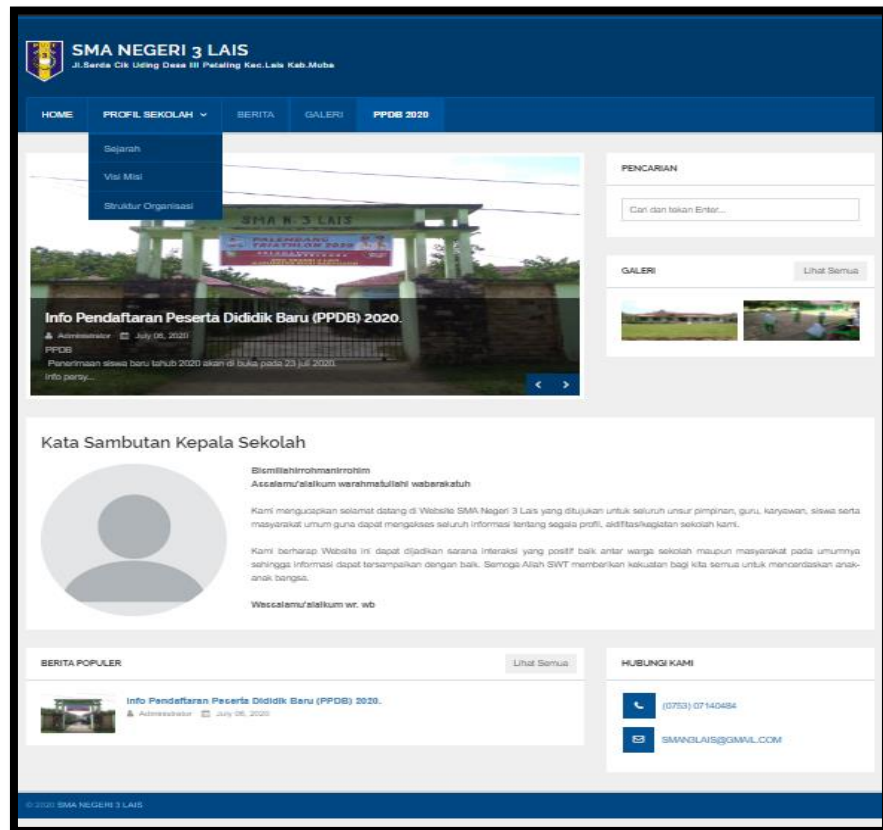 SMA NEGERI 3 LAIS
Jl.Serda Cik Uding Desa III Petaling Kec.Lais Kab.Muba
HOME
PROFIL SEKOLAH
BERITA
GALERI
PPDB 2020
Sejarah
Visi Misi
Struktur Organisasi
SMA N. 3 LAIS
PALEMBANG
TRIATHLON 2020
Info Pendaftaran Peserta Dididik Baru (PPDB) 2020.
Administrator July 06, 2020
PPDB
Penerimaan siswa baru tahub 2020 akan di buka pada 23 juli 2020.
Info persy...
PENCARIAN
Cari dan tekan Enter...
GALERI
Lihat Semua
Kata Sambutan Kepala Sekolah
Bismillahirrohmanirrohim
Assalamu'alaikum warahmatullahi wabarakatuh
Kami mengucapkan selamat datang di Website SMA Negeri 3 Lais yang ditujukan untuk seluruh unsur pimpinan, guru, karyawan, siswa serta
masyarakat umum guna dapat mengakses seluruh informasi tentang segala profil, aktifitas/kegiatan sekolah kami.
Kami berharap Website ini dapat dijadikan sarana interaksi yang positif baik antar warga sekolah maupun masyarakat pada umumnya
sehingga informasi dapat tersampaikan dengan baik. Semoga Allah SWT memberikan kekuatan bagi kita semua untuk mencerdaskan anak-
anak bangsa.
Wassalamu'alaikum wr. wb
BERITA POPULER
Lihat Semua
Info Pendaftaran Peserta Dididik Baru (PPDB) 2020.
Administrator July 06, 2020
HUBUNGI KAMI
(0753) 07140484
SMAN3LAIS@GMAIL.COM
© 2020 SMA NEGERI 3 LAIS